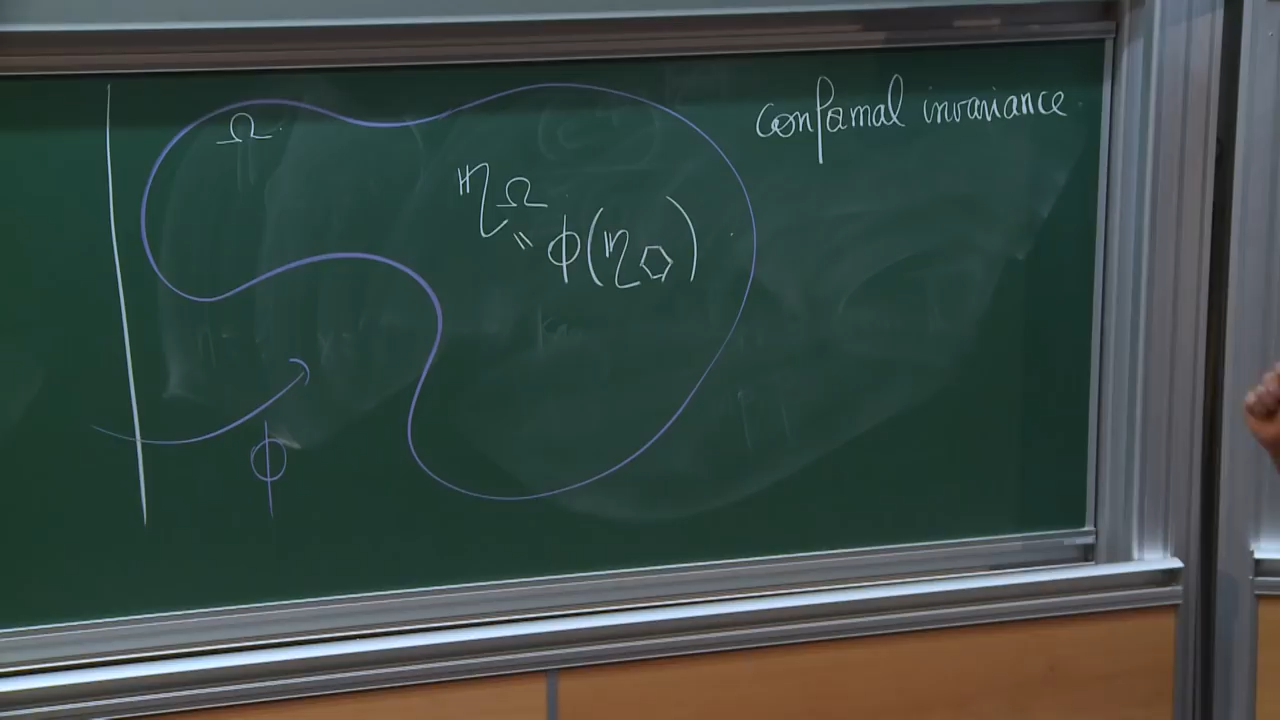 Ω
conformal invariance
η_Ω
= ϕ(η_⬡)
ϕ